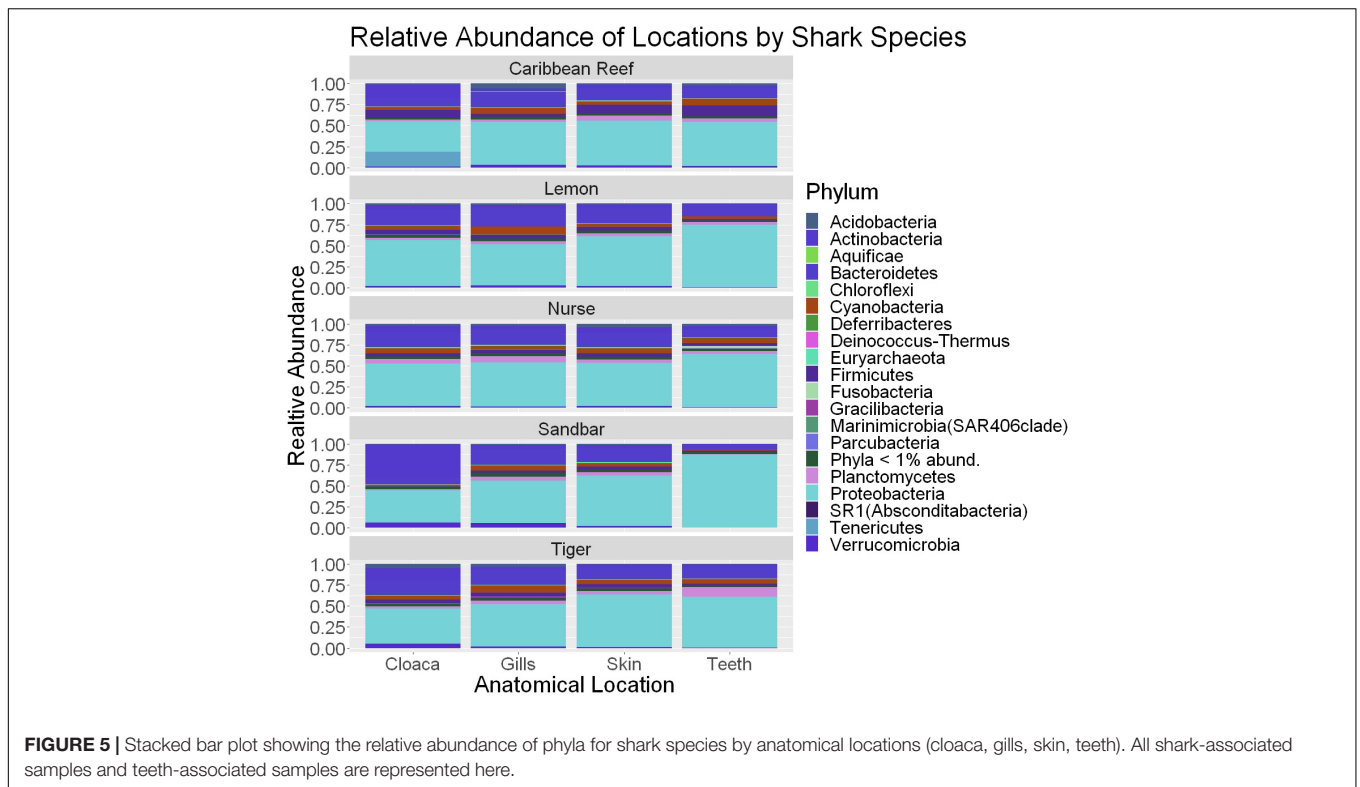 Relative Abundance of Locations by Shark Species
Caribbean Reef
1.00
0.75
0.50
0.25
0.00
Lemon
1.00
0.75
0.50
0.25
0.00
Nurse
1.00
0.75
0.50
0.25
0.00
Sandbar
1.00
0.75
0.50
0.25
0.00
Tiger
1.00
0.75
0.50
0.25
0.00
Realtive Abundance
Cloaca Gills Skin Teeth
Anatomical Location
Phylum
Acidobacteria
Actinobacteria
Aquificae
Bacteroidetes
Chloroflexi
Cyanobacteria
Deferribacteres
Deinococcus-Thermus
Euryarchaeota
Firmicutes
Fusobacteria
Gracilibacteria
Marinimicrobia(SAR406clade)
Parcubacteria
Phyla < 1% abund.
Planctomycetes
Proteobacteria
SR1(Absconditabacteria)
Tenericutes
Verrucomicrobia
FIGURE 5 | Stacked bar plot showing the relative abundance of phyla for shark species by anatomical locations (cloaca, gills, skin, teeth). All shark-associated
samples and teeth-associated samples are represented here.